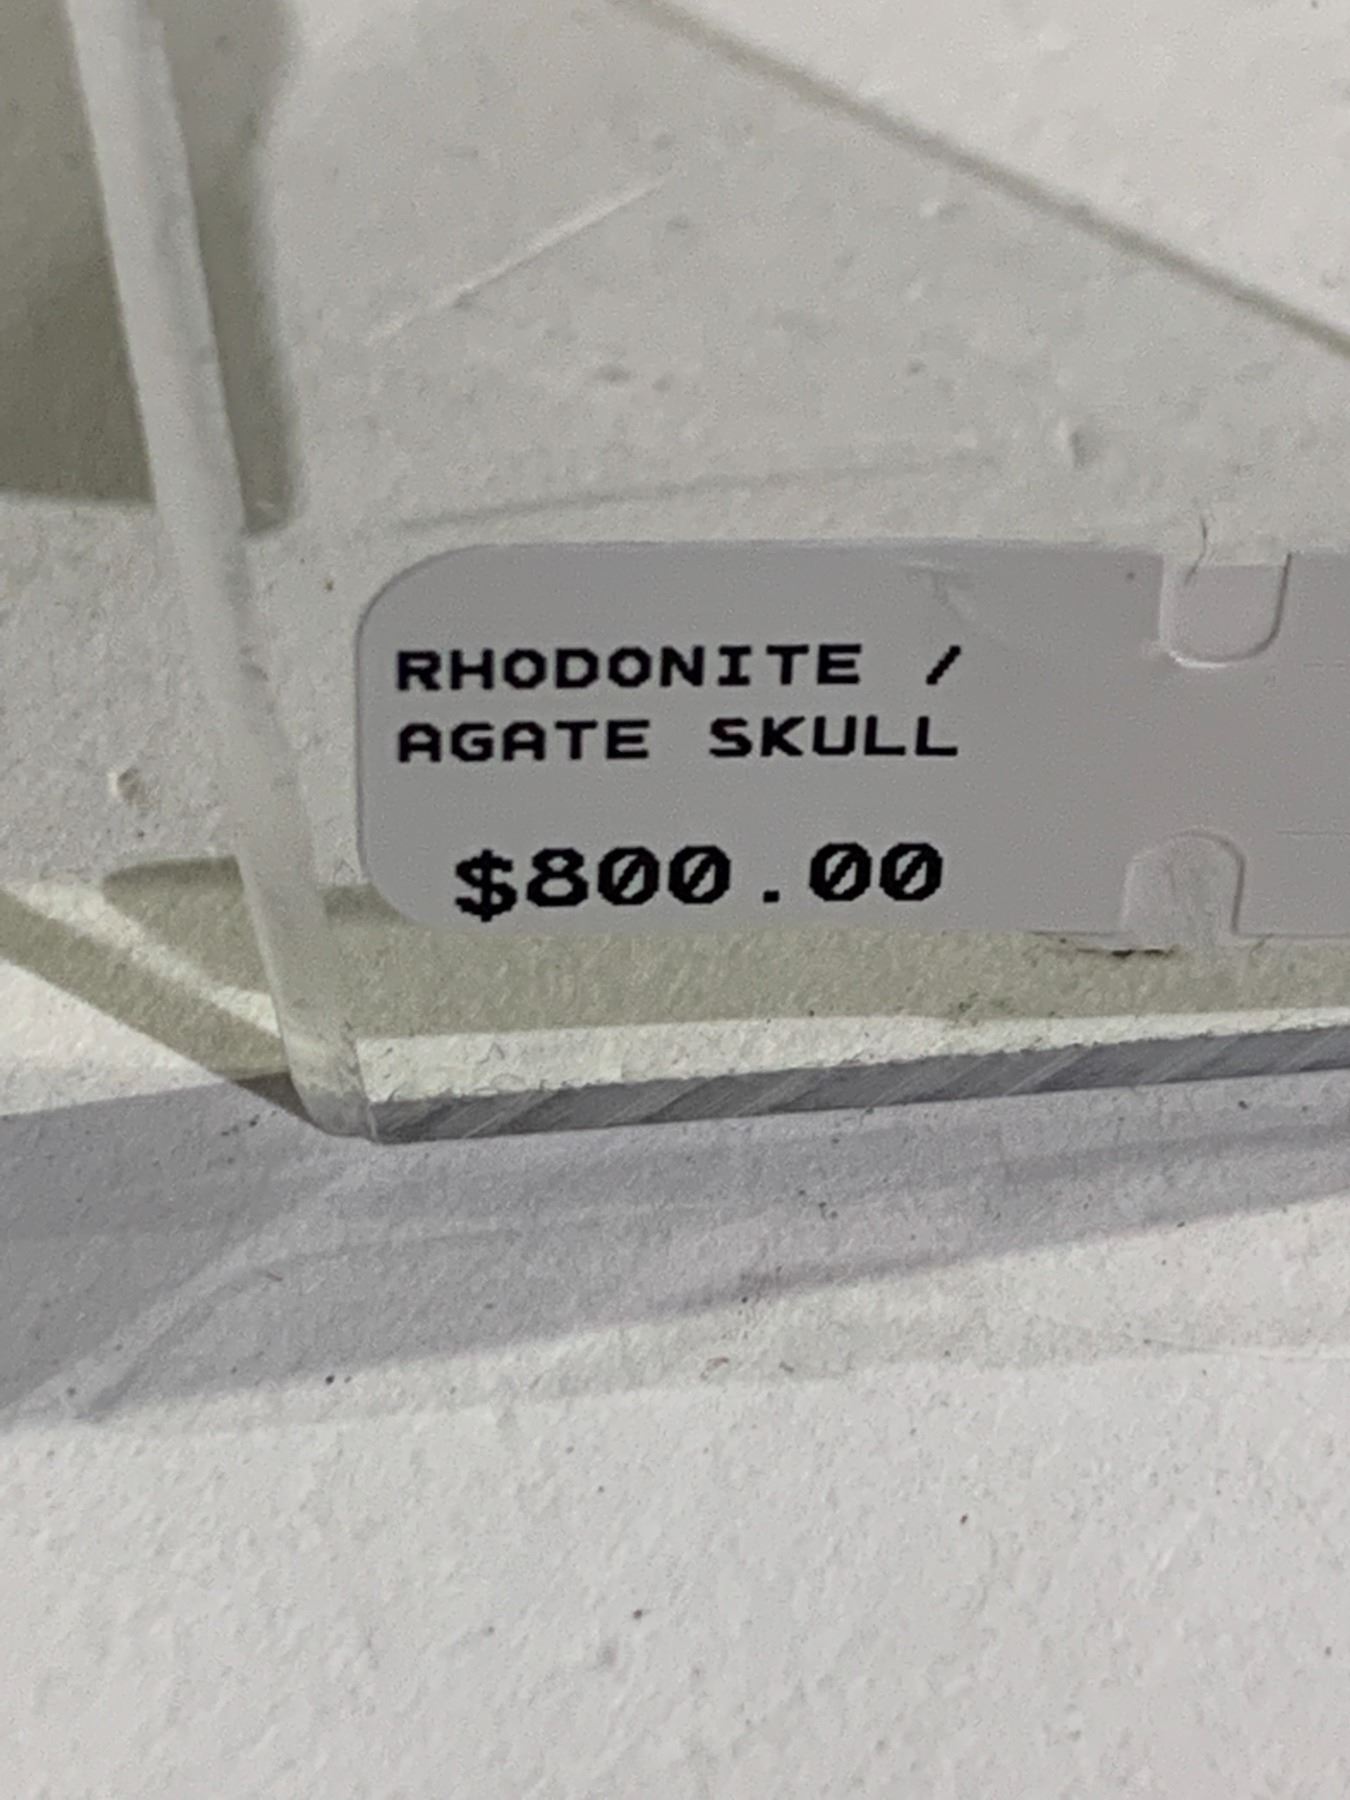 RHODONITE /
AGATE SKULL
$800.00